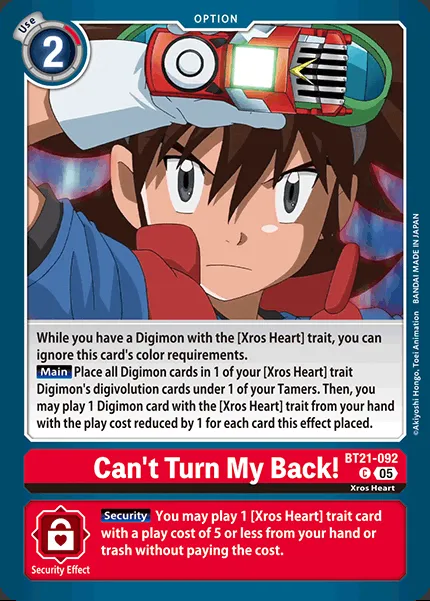 OPTION
Use
2
While you have a Digimon with the [Xros Heart] trait, you can
ignore this card's color requirements.
Main Place all Digimon cards in 1 of your [Xros Heart] trait
Digimon's digivolution cards under 1 of your Tamers. Then, you
may play 1 Digimon card with the [Xros Heart] trait from your hand
with the play cost reduced by 1 for each card this effect placed.
©Akiyoshi Hongo, Toei Animation BANDAI MADE IN JAPAN
Can't Turn My Back!
BT21-092
C 05
Xros Heart
Security You may play 1 [Xros Heart] trait card
with a play cost of 5 or less from your hand or
trash without paying the cost.
Security Effect